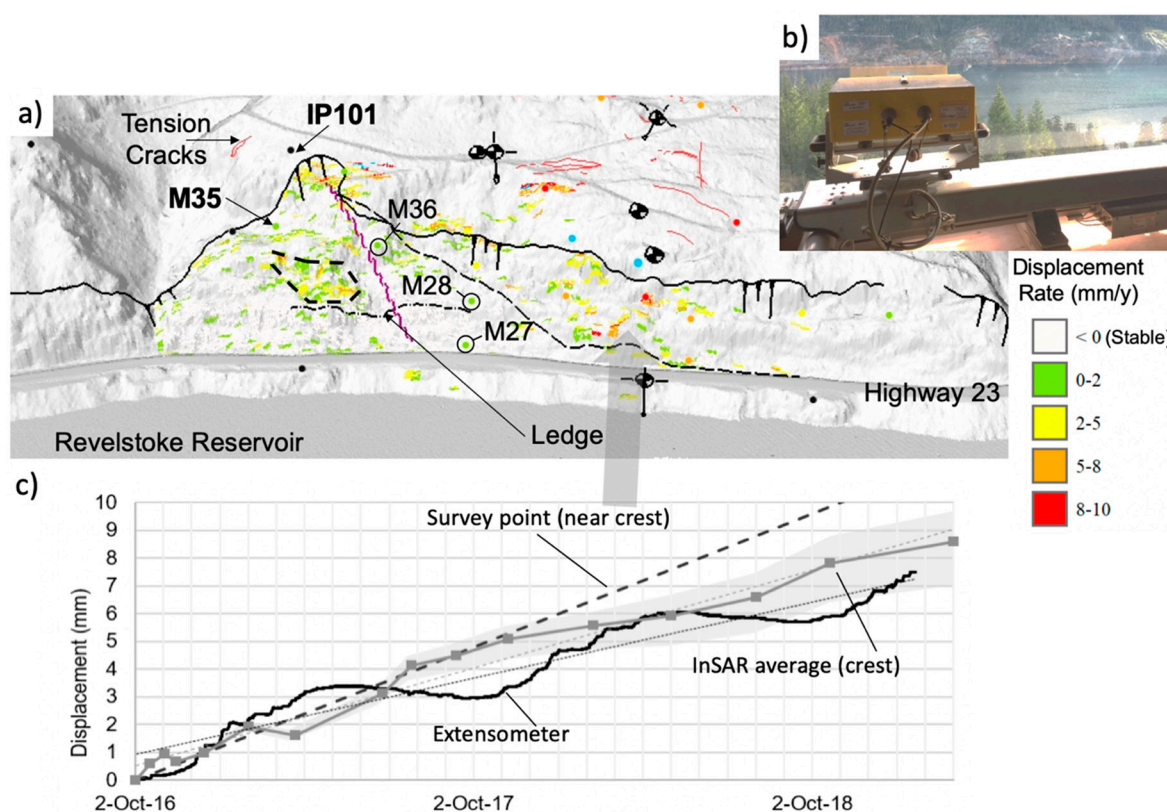 b)
a)
Tension
Cracks
IP101
M35
M36
M28
M27
Highway 23
Ledge
Revelstoke Reservoir
Displacement
Rate (mm/y)
< 0 (Stable)
0-2
2-5
5-8
8-10
c)
Displacement (mm)
10
9
8
7
6
5
4
3
2
1
0
Survey point (near crest)
InSAR average (crest)
Extensometer
2-Oct-16
2-Oct-17
2-Oct-18